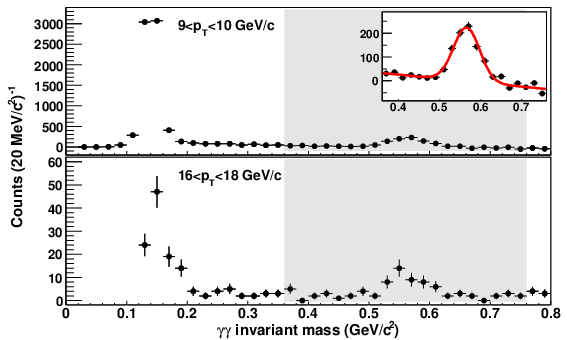 3000
2500
2000
1500
1000
500
0
9<pT<10 GeV/c
200
100
0
0.4 0.5 0.6 0.7
Counts (20 MeV/c²)⁻¹
60
50
40
30
20
10
0
16<pT<18 GeV/c
0 0.1 0.2 0.3 0.4 0.5 0.6 0.7 0.8
γγ invariant mass (GeV/c²)